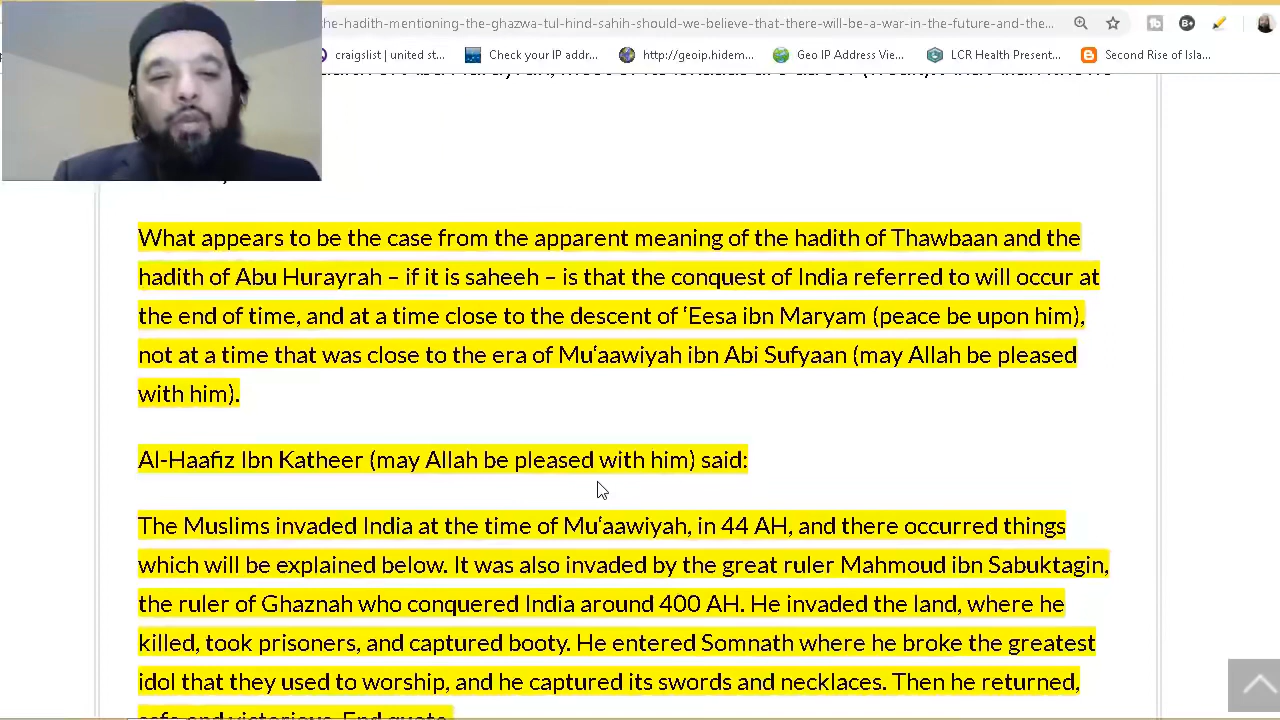 the-hadith-mentioning-the-ghazwa-tul-hind-sahih-should-we-believe-that-there-will-be-a-war-in-the-future-and-the...
craigslist | united st... Check your IP addr... http://geoip.hidem... Geo IP Address Vie... LCR Health Present... Second Rise of Isla...
What appears to be the case from the apparent meaning of the hadith of Thawbaan and the
hadith of Abu Hurayrah – if it is saheeh – is that the conquest of India referred to will occur at
the end of time, and at a time close to the descent of ‘Eesa ibn Maryam (peace be upon him),
not at a time that was close to the era of Mu‘aawiyah ibn Abi Sufyaan (may Allah be pleased
with him).
Al-Haafiz Ibn Katheer (may Allah be pleased with him) said:
The Muslims invaded India at the time of Mu‘aawiyah, in 44 AH, and there occurred things
which will be explained below. It was also invaded by the great ruler Mahmoud ibn Sabuktagin,
the ruler of Ghaznah who conquered India around 400 AH. He invaded the land, where he
killed, took prisoners, and captured booty. He entered Somnath where he broke the greatest
idol that they used to worship, and he captured its swords and necklaces. Then he returned,
safe and victorious. End quote.